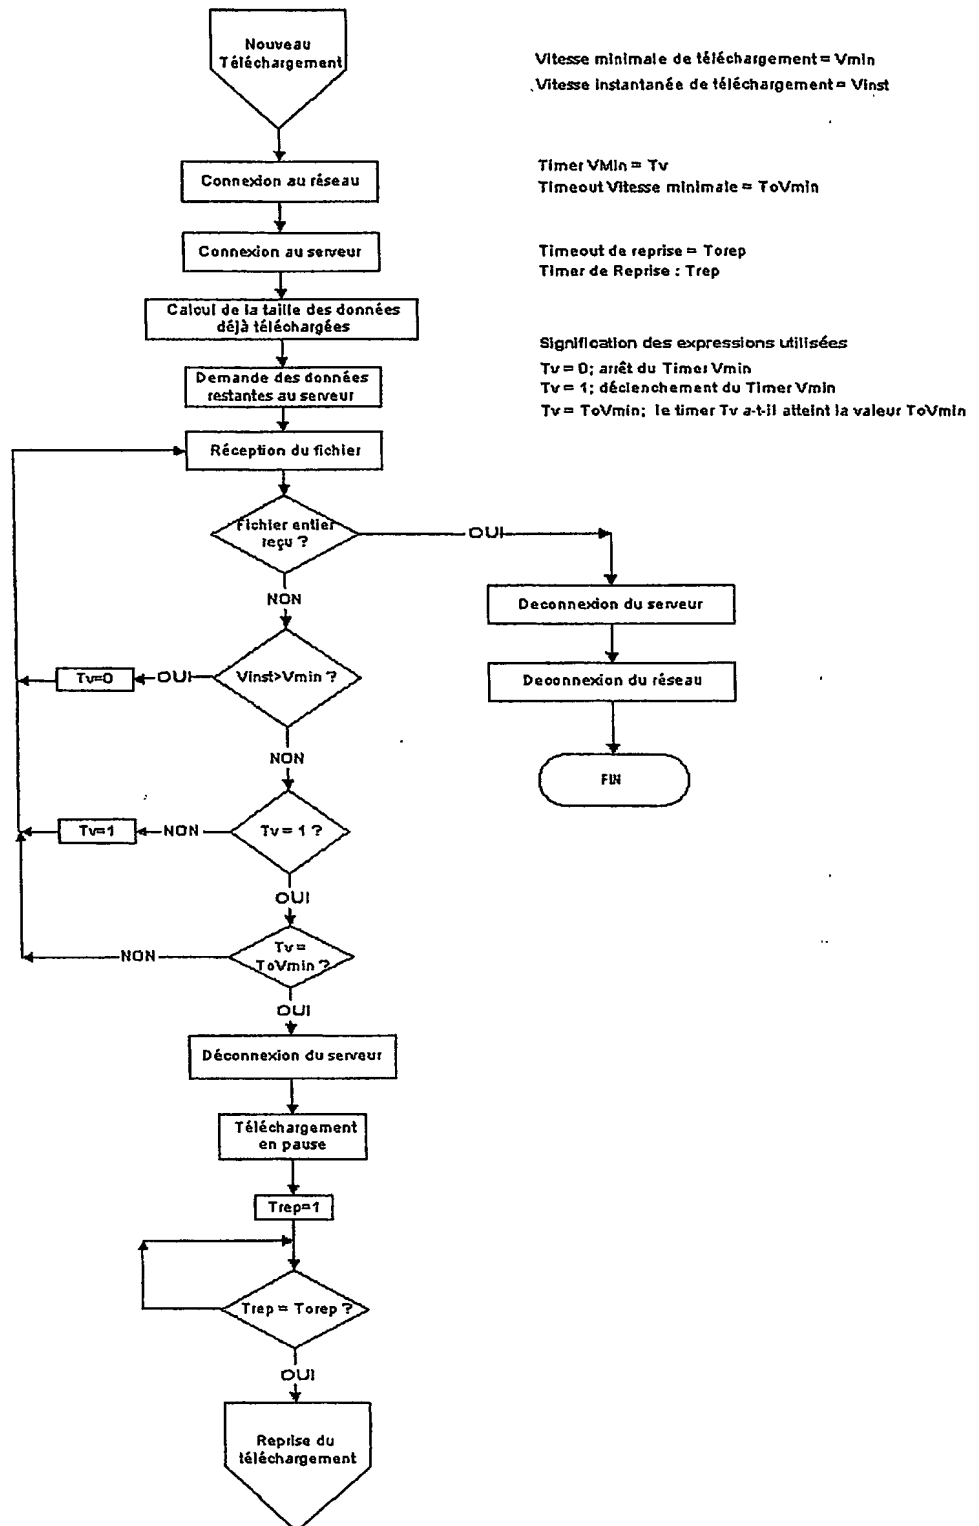 Nouveau
Téléchargement
Vitesse minimale de téléchargement = Vmin
Vitesse instantanée de téléchargement = Vinst
Connexion au réseau
Timer VMin = Tv
Timeout Vitesse minimale = ToVmin
Connexion au serveur
Timeout de reprise = Torep
Timer de Reprise : Trep
Calcul de la taille des données
déjà téléchargées
Signification des expressions utilisées
Tv = 0; arrêt du Timer Vmin
Tv = 1; déclenchement du Timer Vmin
Tv = ToVmin; le timer Tv a-t-il atteint la valeur ToVmin
Demande des données
restantes au serveur
Réception du fichier
Fichier entier
reçu ?
OUI
NON
Deconnexion du serveur
Tv=0
OUI
Vinst>Vmin ?
Deconnexion du réseau
NON
FIN
Tv=1
NON
Tv = 1 ?
OUI
NON
Tv =
ToVmin ?
OUI
Déconnexion du serveur
Téléchargement
en pause
Trep=1
Trep = Torep ?
OUI
Reprise du
téléchargement